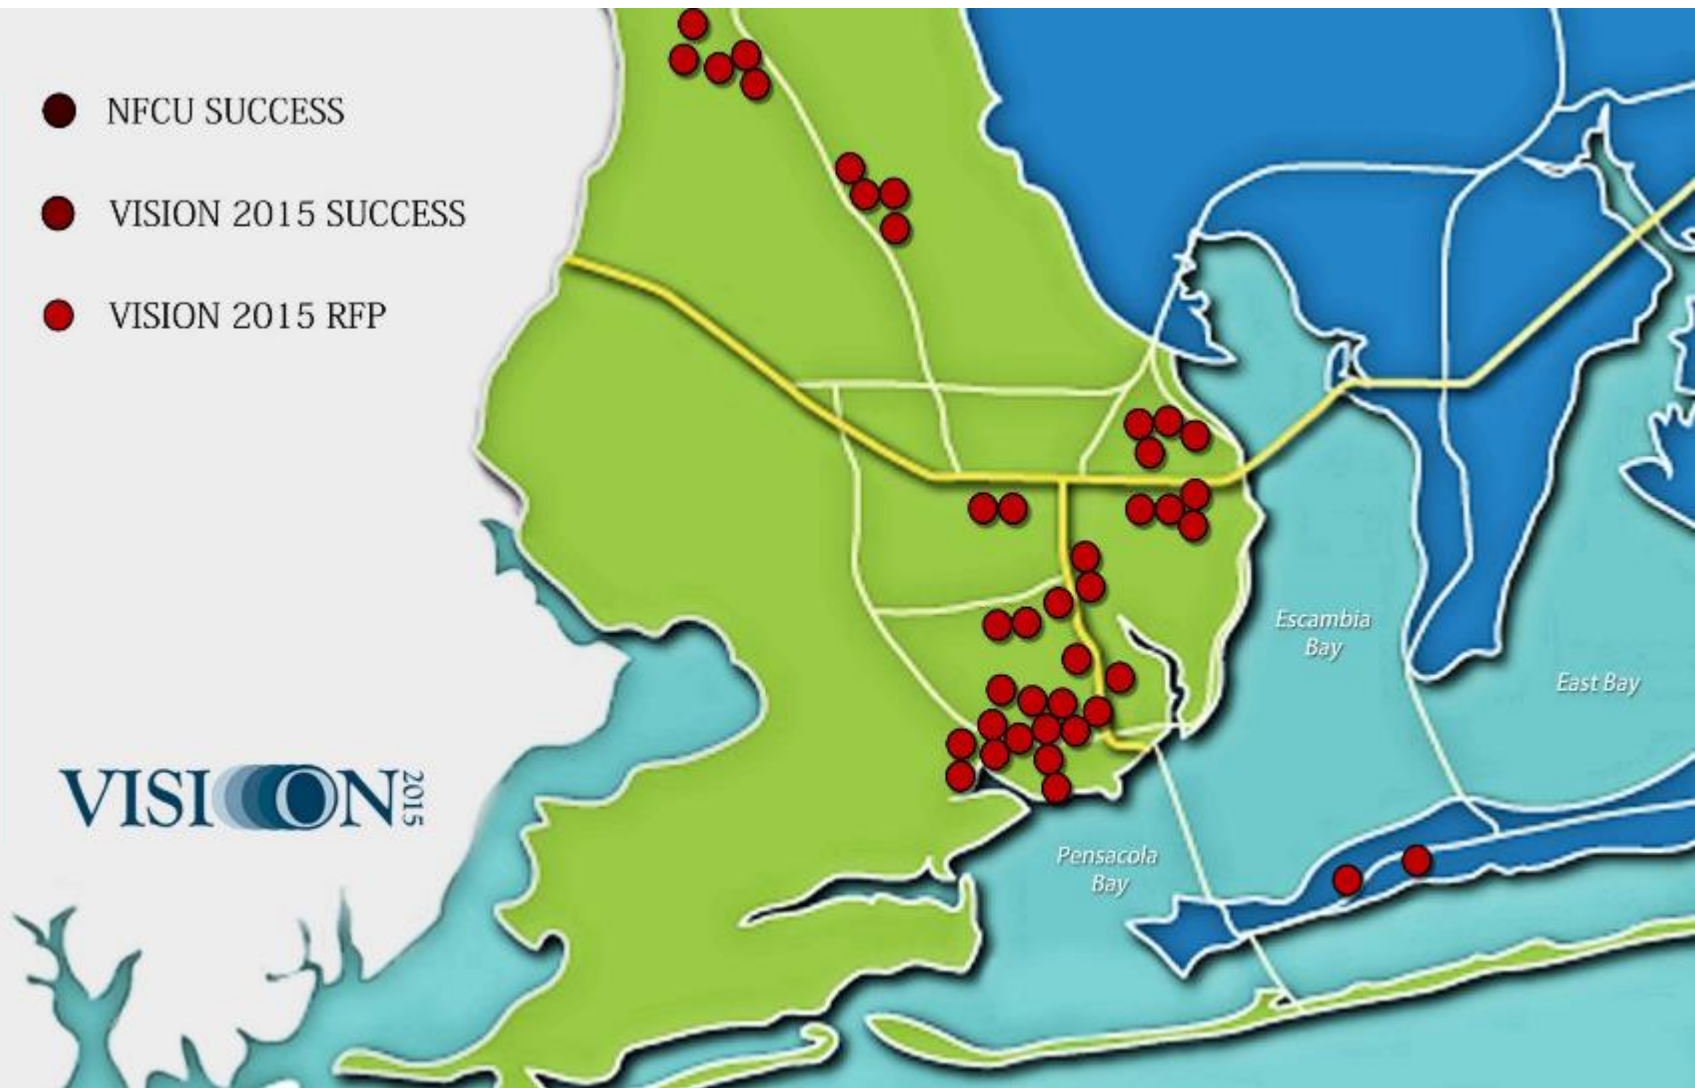 NFCU SUCCESS
VISION 2015 SUCCESS
VISION 2015 RFP
VISION 2015
Escambia
Bay
East Bay
Pensacola
Bay